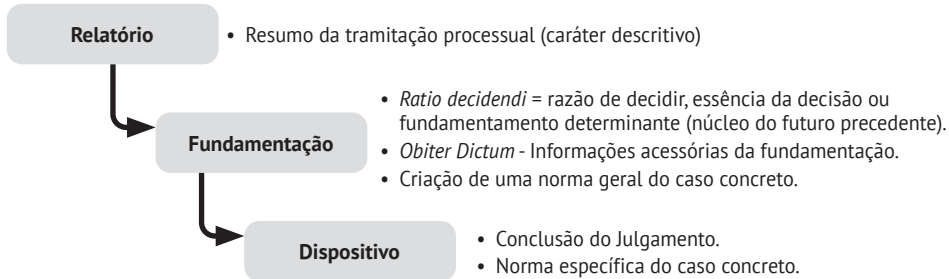 Relatório
• Resumo da tramitação processual (caráter descritivo)
Fundamentação
• Ratio decidendi = razão de decidir, essência da decisão ou
fundamentamento determinante (núcleo do futuro precedente).
• Obiter Dictum - Informações acessórias da fundamentação.
• Criação de uma norma geral do caso concreto.
Dispositivo
• Conclusão do Julgamento.
• Norma específica do caso concreto.